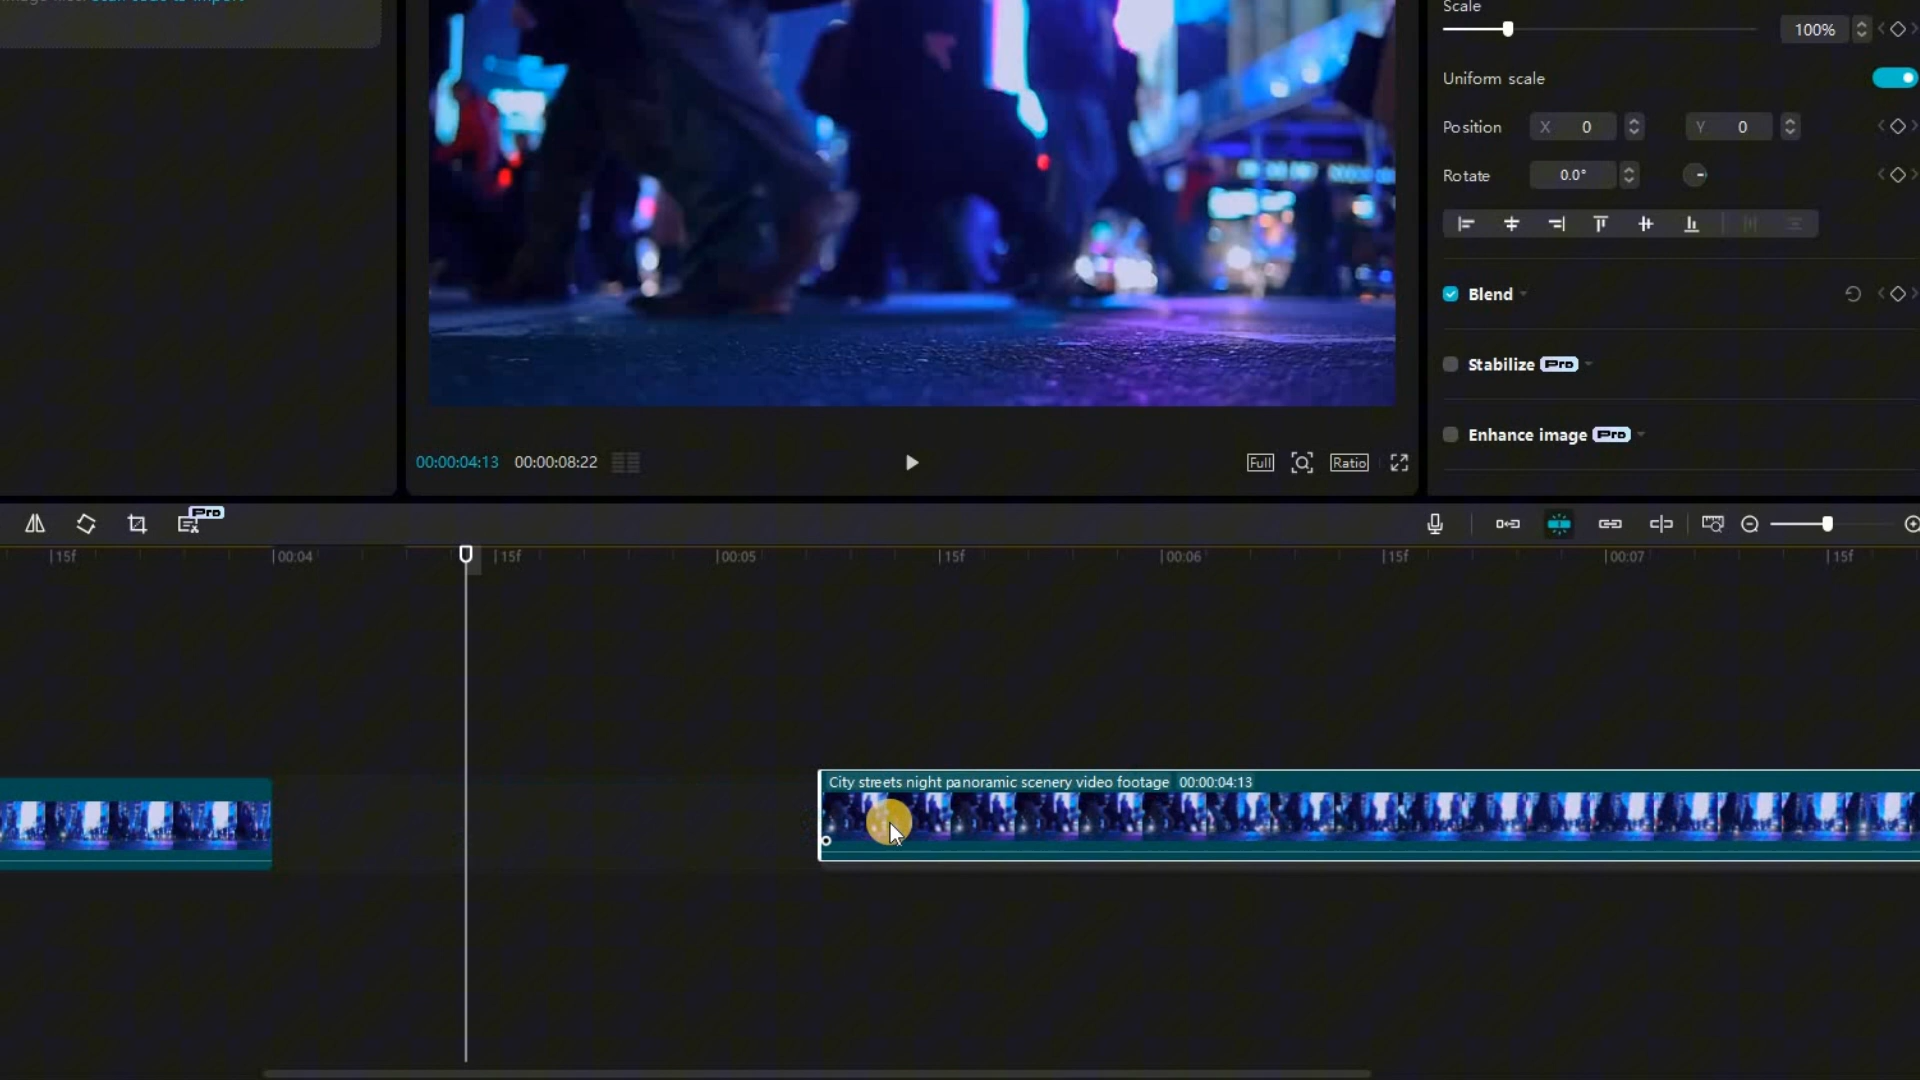 Scale
100%
Uniform scale
Position X 0 Y 0
Rotate 0.0°
Blend
Stabilize Pro
Enhance image Pro
00:00:04:13 00:00:08:22
Full
Ratio
Pro
15f 00:04 15f 00:05 15f 00:06 15f 00:07 15f
City streets night panoramic scenery video footage 00:00:04:13